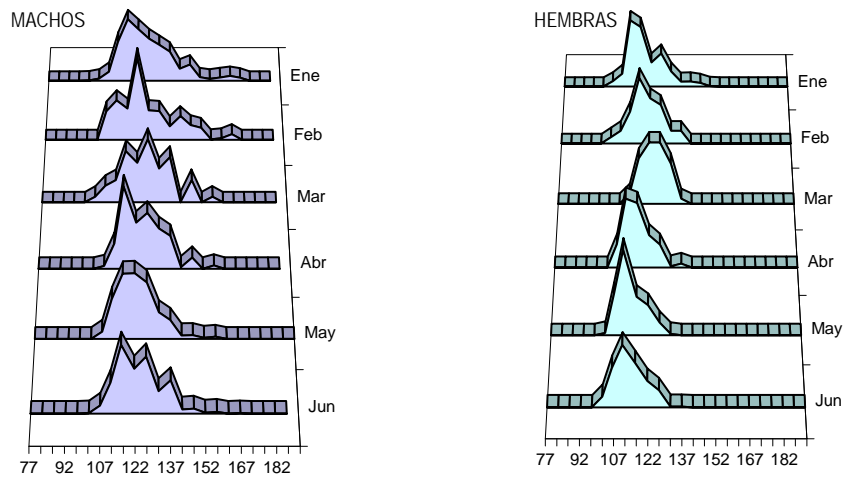 MACHOS
Ene
Feb
Mar
Abr
May
Jun
77 92 107 122 137 152 167 182
HEMBRAS
Ene
Feb
Mar
Abr
May
Jun
77 92 107 122 137 152 167 182